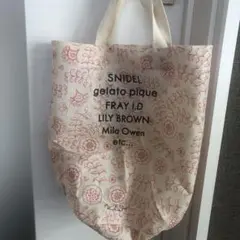 SNIDEL
gelato pique
FRAY I.D
LILY BROWN
Mila Owen
etc...